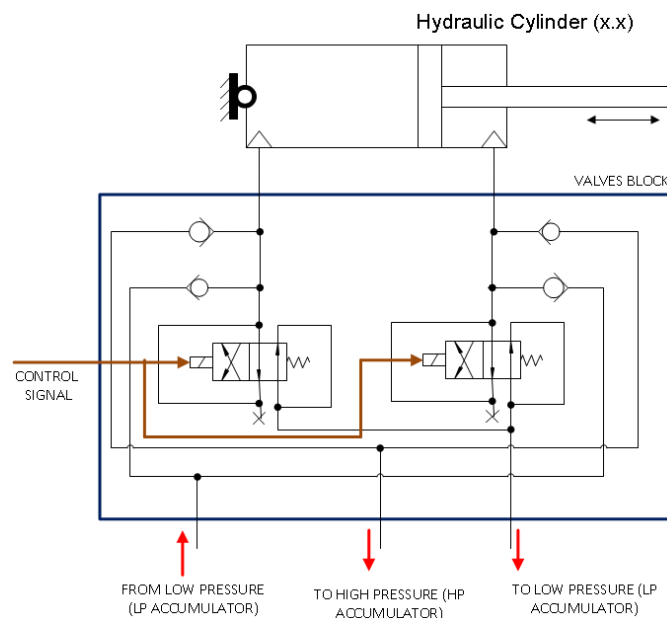 Hydraulic Cylinder (x.x)
VALVES BLOCK
CONTROL
SIGNAL
FROM LOW PRESSURE
(LP ACCUMULATOR)
TO HIGH PRESSURE (HP
ACCUMULATOR)
TO LOW PRESSURE (LP
ACCUMULATOR)